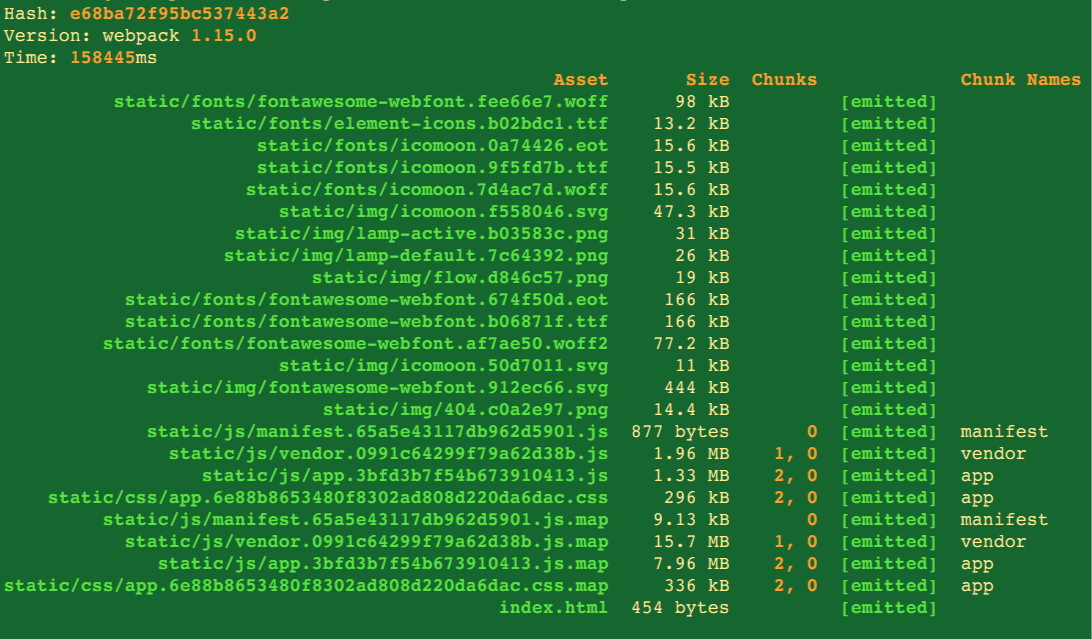 Hash: e68ba72f95bc537443a2
Version: webpack 1.15.0
Time: 158445ms
Asset Size Chunks Chunk Names
static/fonts/fontawesome-webfont.fee66e7.woff 98 kB [emitted]
static/fonts/element-icons.b02bdc1.ttf 13.2 kB [emitted]
static/fonts/icomoon.0a74426.eot 15.6 kB [emitted]
static/fonts/icomoon.9f5fd7b.ttf 15.5 kB [emitted]
static/fonts/icomoon.7d4ac7d.woff 15.6 kB [emitted]
static/img/icomoon.f558046.svg 47.3 kB [emitted]
static/img/lamp-active.b03583c.png 31 kB [emitted]
static/img/lamp-default.7c64392.png 26 kB [emitted]
static/img/flow.d846c57.png 19 kB [emitted]
static/fonts/fontawesome-webfont.674f50d.eot 166 kB [emitted]
static/fonts/fontawesome-webfont.b06871f.ttf 166 kB [emitted]
static/fonts/fontawesome-webfont.af7ae50.woff2 77.2 kB [emitted]
static/img/icomoon.50d7011.svg 11 kB [emitted]
static/img/fontawesome-webfont.912ec66.svg 444 kB [emitted]
static/img/404.c0a2e97.png 14.4 kB [emitted]
static/js/manifest.65a5e43117db962d5901.js 877 bytes 0 [emitted] manifest
static/js/vendor.0991c64299f79a62d38b.js 1.96 MB 1, 0 [emitted] vendor
static/js/app.3bfd3b7f54b673910413.js 1.33 MB 2, 0 [emitted] app
static/css/app.6e88b8653480f8302ad808d220da6dac.css 296 kB 2, 0 [emitted] app
static/js/manifest.65a5e43117db962d5901.js.map 9.13 kB 0 [emitted] manifest
static/js/vendor.0991c64299f79a62d38b.js.map 15.7 MB 1, 0 [emitted] vendor
static/js/app.3bfd3b7f54b673910413.js.map 7.96 MB 2, 0 [emitted] app
static/css/app.6e88b8653480f8302ad808d220da6dac.css.map 336 kB 2, 0 [emitted] app
index.html 454 bytes [emitted]